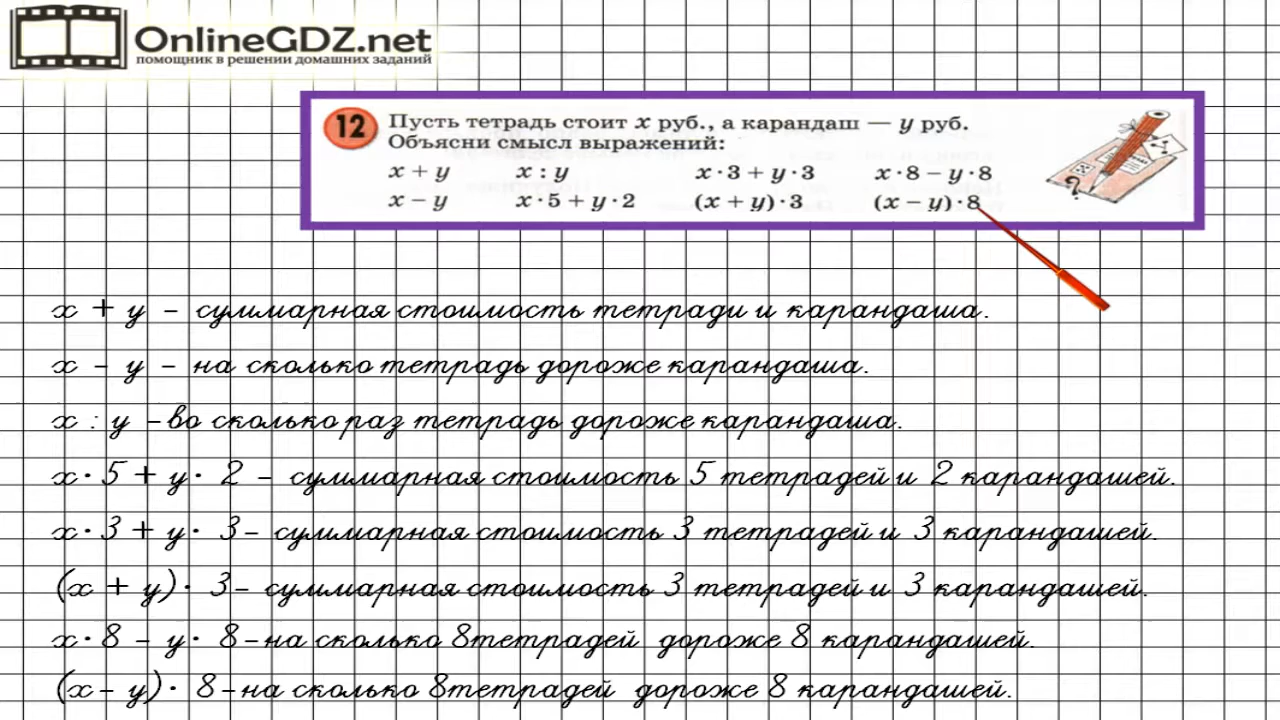 OnlineGDZ.net
помощник в решении домашних заданий
12 Пусть тетрадь стоит x руб., а карандаш — y руб.
Объясни смысл выражений:
x + y x : y x · 3 + y · 3 x · 8 − y · 8
x − y x · 5 + y · 2 (x + y) · 3 (x − y) · 8
?
x + y - суммарная стоимость тетради и карандаша.
x - y - на сколько тетрадь дороже карандаша.
x : y -во сколько раз тетрадь дороже карандаша.
x· 5 + y· 2 - суммарная стоимость 5 тетрадей и 2 карандашей.
x· 3 + y· 3- суммарная стоимость 3 тетрадей и 3 карандашей.
(x + y)· 3- суммарная стоимость 3 тетрадей и 3 карандашей.
x· 8 - y· 8-на сколько 8тетрадей дороже 8 карандашей.
(x- y)· 8-на сколько 8тетрадей дороже 8 карандашей.